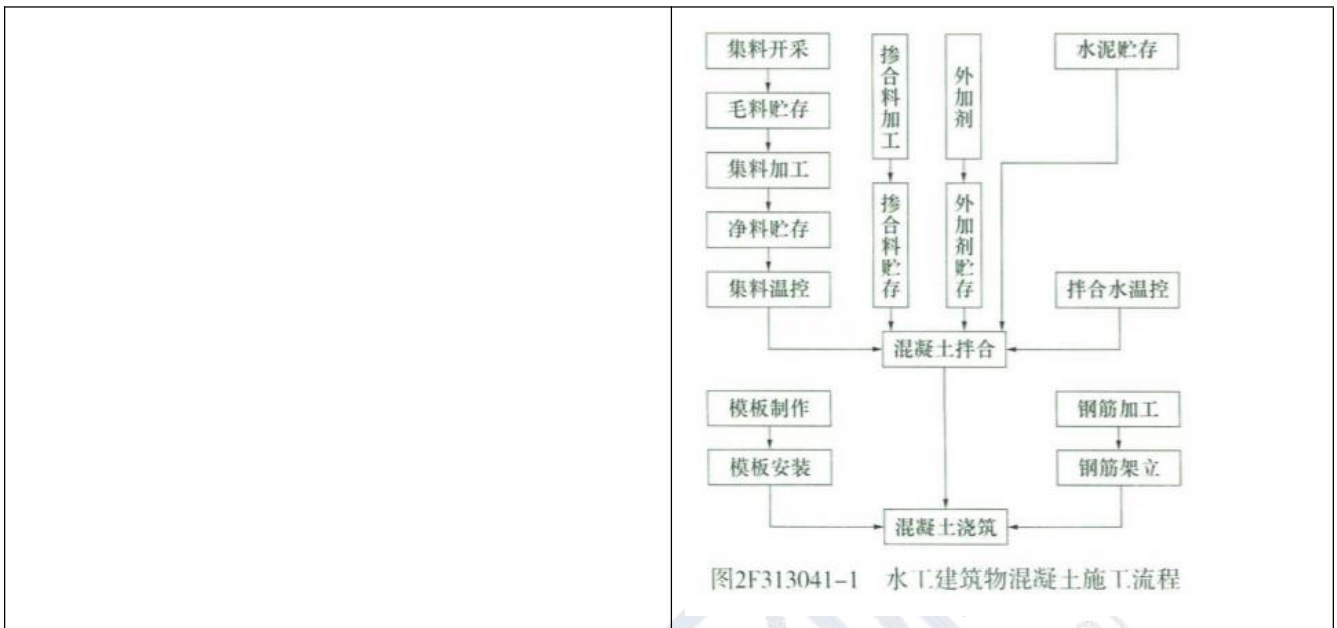 集料开采
毛料贮存
集料加工
净料贮存
集料温控
掺合料加工
掺合料贮存
外加剂
外加剂贮存
水泥贮存
拌合水温控
混凝土拌合
模板制作
模板安装
钢筋加工
钢筋架立
混凝土浇筑
图2F313041-1 水工建筑物混凝土施工流程